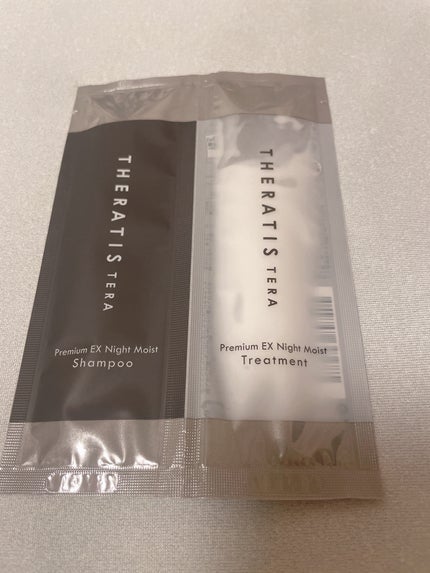 THERATIS TERA
Premium EX Night Moist
Shampoo
THERATIS TERA
Premium EX Night Moist
Treatment